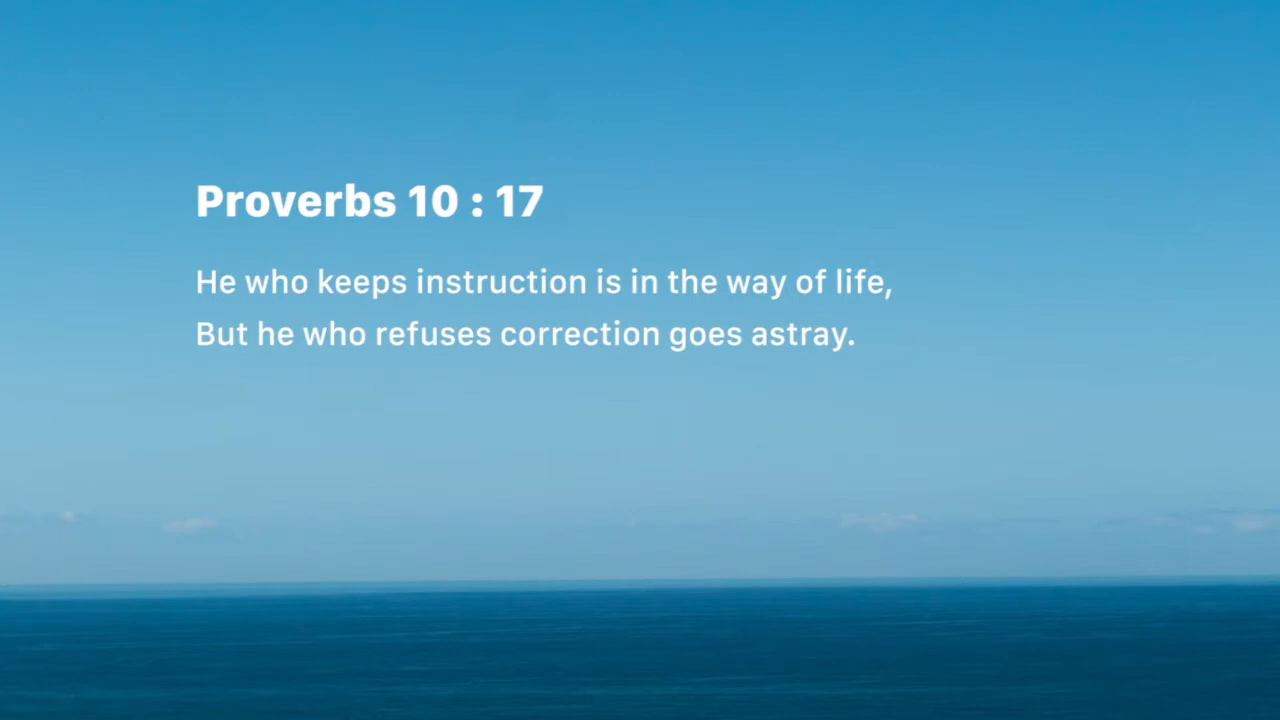 Proverbs 10 : 17
He who keeps instruction is in the way of life,
But he who refuses correction goes astray.